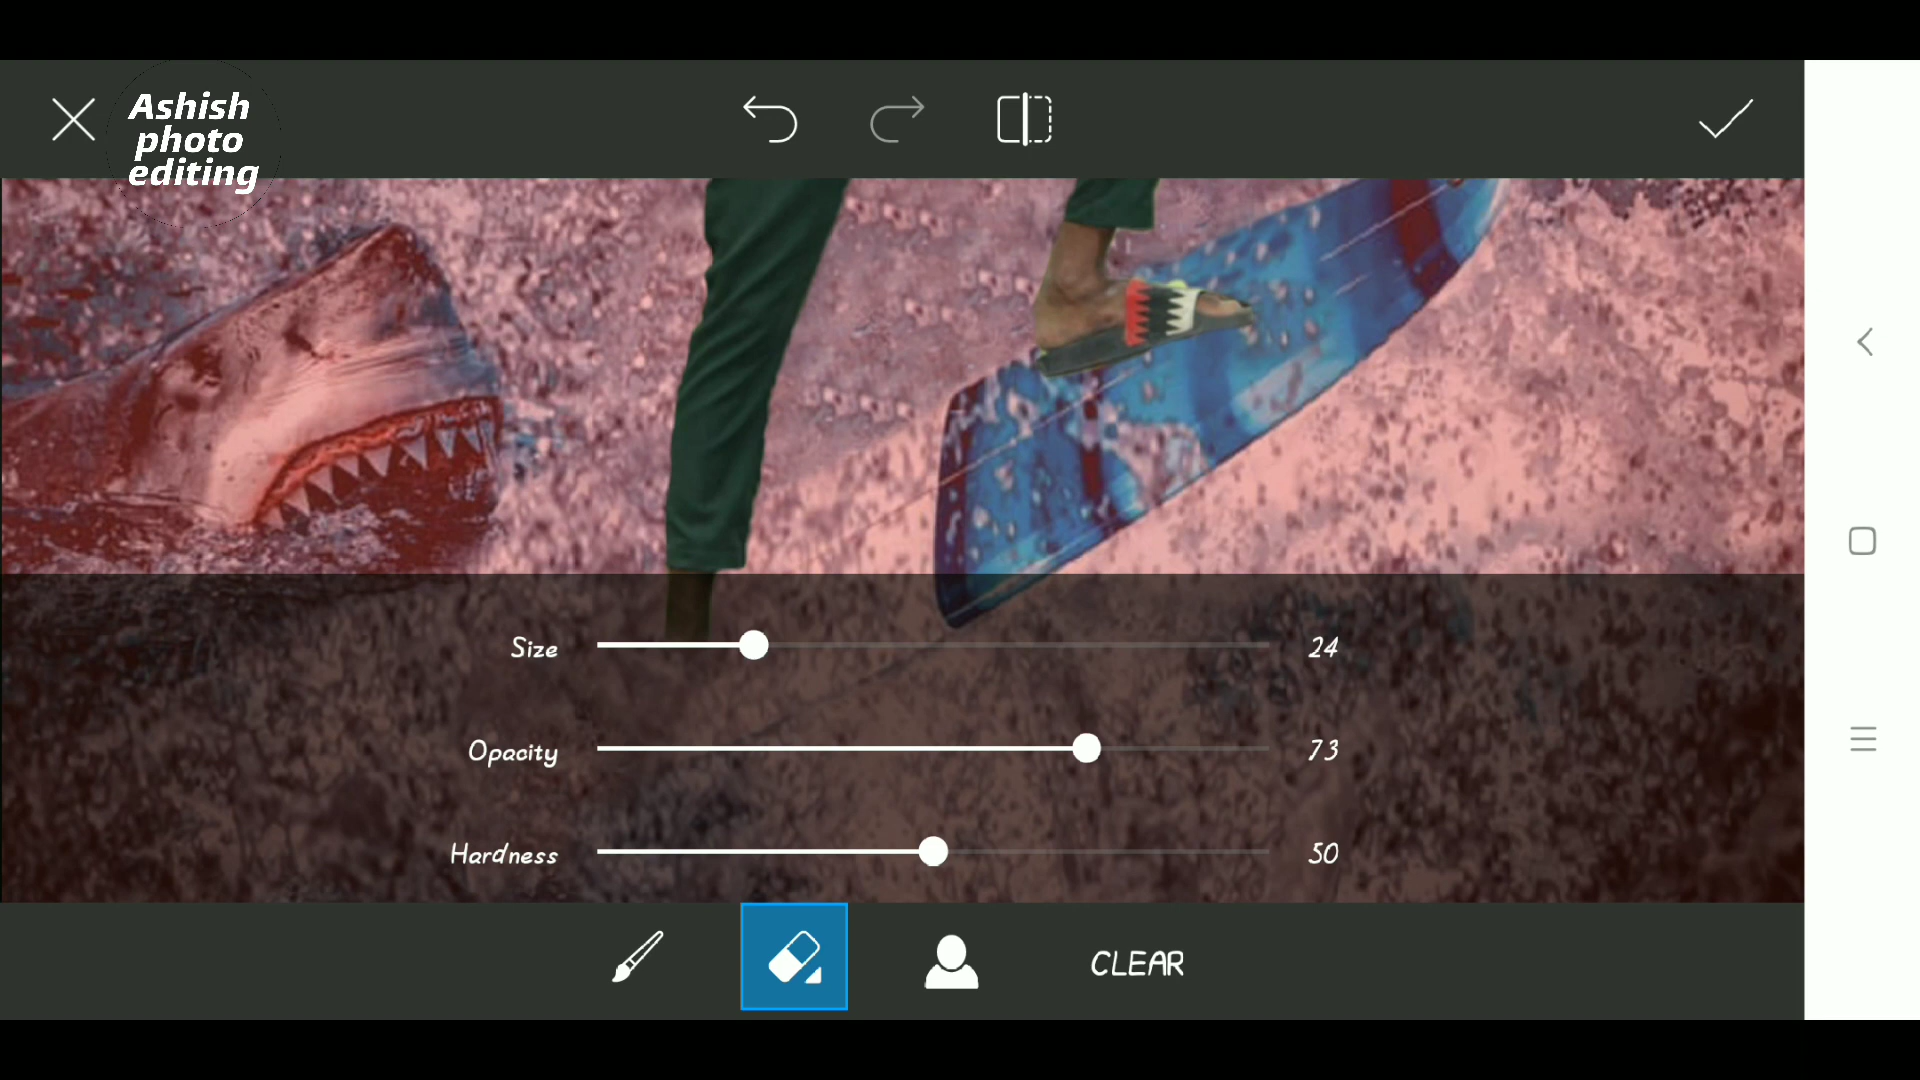 Ashish
photo
editing
Size 24
Opacity 73
Hardness 50
CLEAR